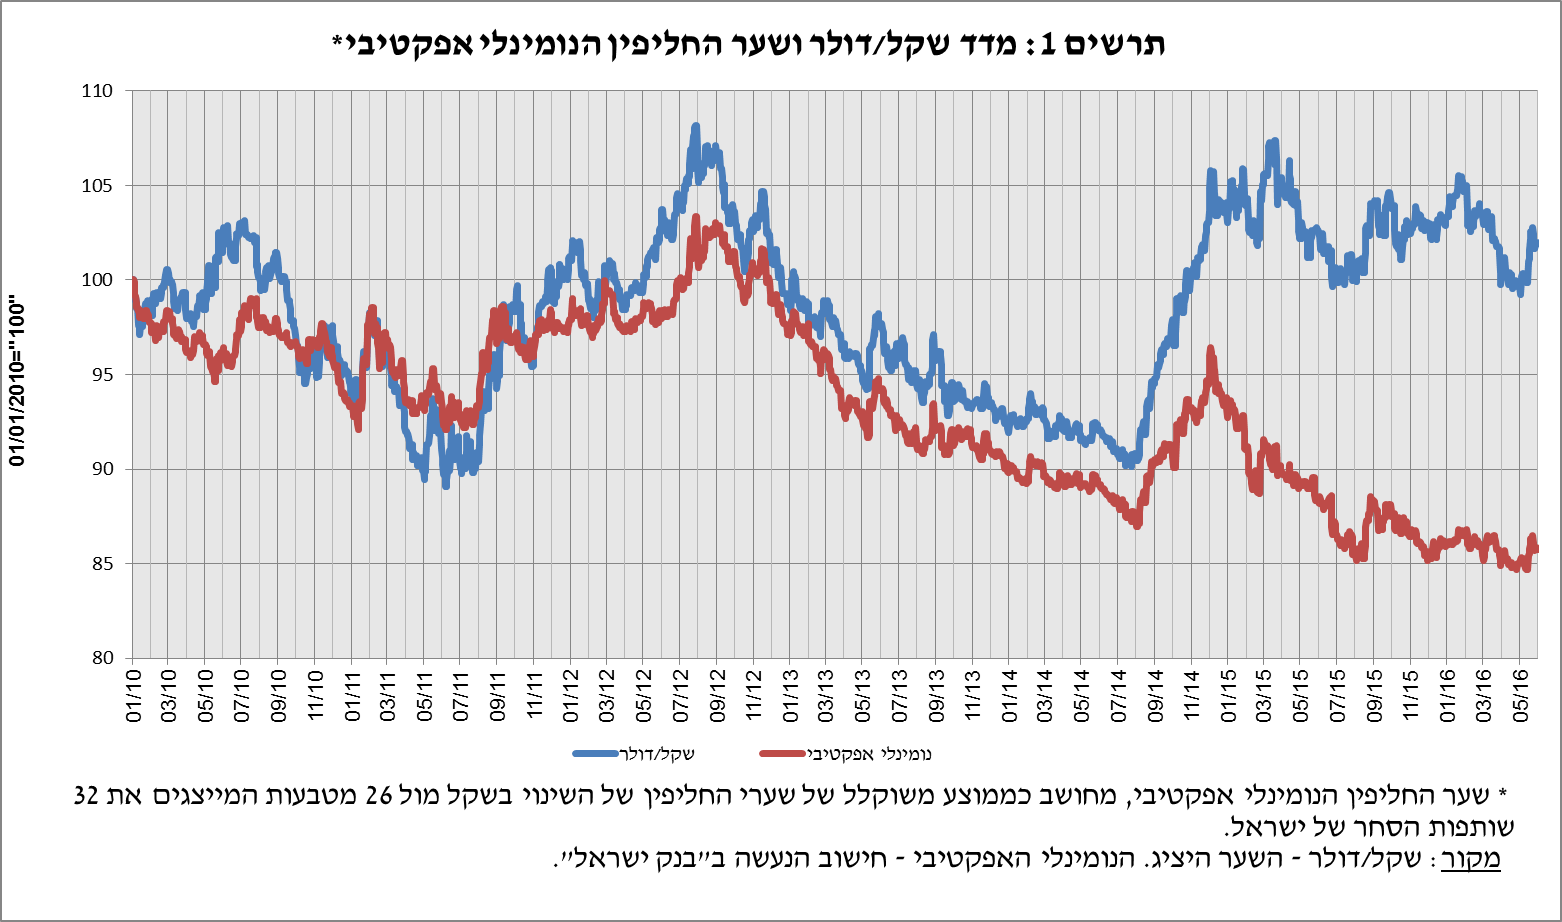 תרשים 1: מדד שקל/דולר ושער החליפין הנומינלי אפקטיבי*
01/01/2010="100"
110
105
100
95
90
85
80
01/10 03/10 05/10 07/10 09/10 11/10 01/11 03/11 05/11 07/11 09/11 11/11 01/12 03/12 05/12 07/12 09/12 11/12 01/13 03/13 05/13 07/13 09/13 11/13 01/14 03/14 05/14 07/14 09/14 11/14 01/15 03/15 05/15 07/15 09/15 11/15 01/16 03/16 05/16
שקל/דולר
נומינלי אפקטיבי
* שער החליפין הנומינלי אפקטיבי, מחושב כממוצע משוקלל של שערי החליפין של השינוי בשקל מול 26 מטבעות המייצגים את 32
שותפות הסחר של ישראל.
מקור: שקל/דולר - השער היציג. הנומינלי האפקטיבי - חישוב הנעשה ב"בנק ישראל".